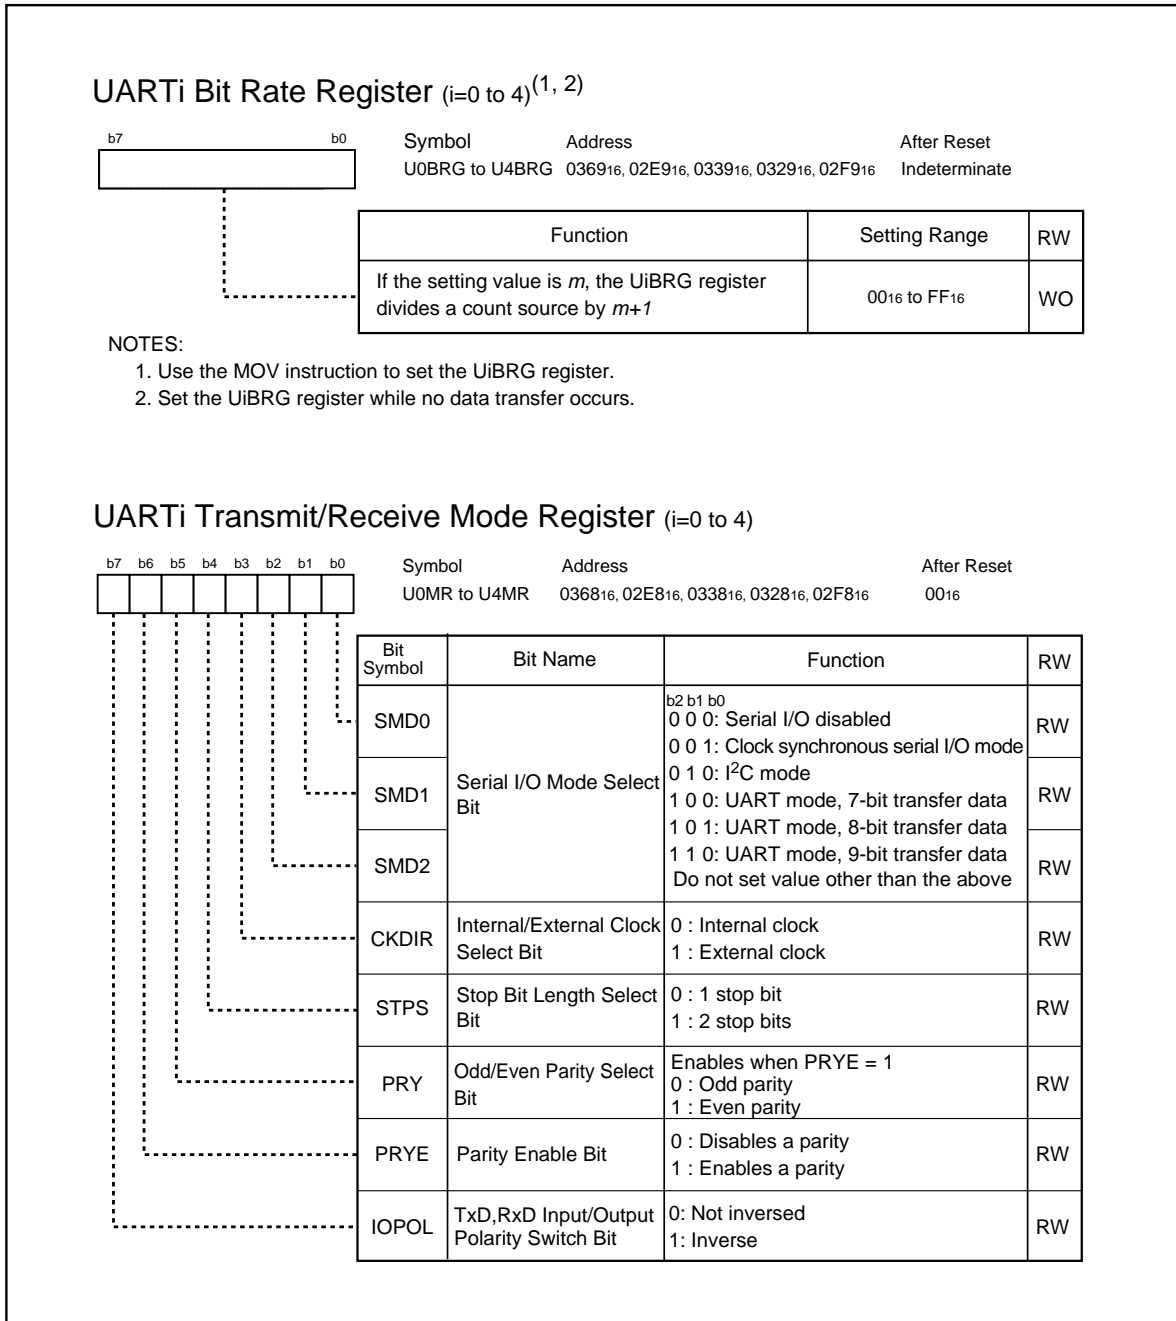 UARTi Bit Rate Register (i=0 to 4)(1, 2)
b7 b0 Symbol Address After Reset
U0BRG to U4BRG 036916, 02E916, 033916, 032916, 02F916 Indeterminate
Function Setting Range RW
If the setting value is m, the UiBRG register
divides a count source by m+1
0016 to FF16 WO
NOTES:
1. Use the MOV instruction to set the UiBRG register.
2. Set the UiBRG register while no data transfer occurs.
UARTi Transmit/Receive Mode Register (i=0 to 4)
b7 b6 b5 b4 b3 b2 b1 b0 Symbol Address After Reset
U0MR to U4MR 036816, 02E816, 033816, 032816, 02F816 0016
Bit
Symbol
Bit Name Function RW
SMD0
SMD1
SMD2
Serial I/O Mode Select
Bit
b2 b1 b0
0 0 0: Serial I/O disabled
0 0 1: Clock synchronous serial I/O mode
0 1 0: I2C mode
1 0 0: UART mode, 7-bit transfer data
1 0 1: UART mode, 8-bit transfer data
1 1 0: UART mode, 9-bit transfer data
Do not set value other than the above
RW
RW
RW
CKDIR
Internal/External Clock
Select Bit
0 : Internal clock
1 : External clock
RW
STPS
Stop Bit Length Select
Bit
0 : 1 stop bit
1 : 2 stop bits
RW
PRY
Odd/Even Parity Select
Bit
Enables when PRYE = 1
0 : Odd parity
1 : Even parity
RW
PRYE
Parity Enable Bit
0 : Disables a parity
1 : Enables a parity
RW
IOPOL
TxD,RxD Input/Output
Polarity Switch Bit
0: Not inversed
1: Inverse
RW